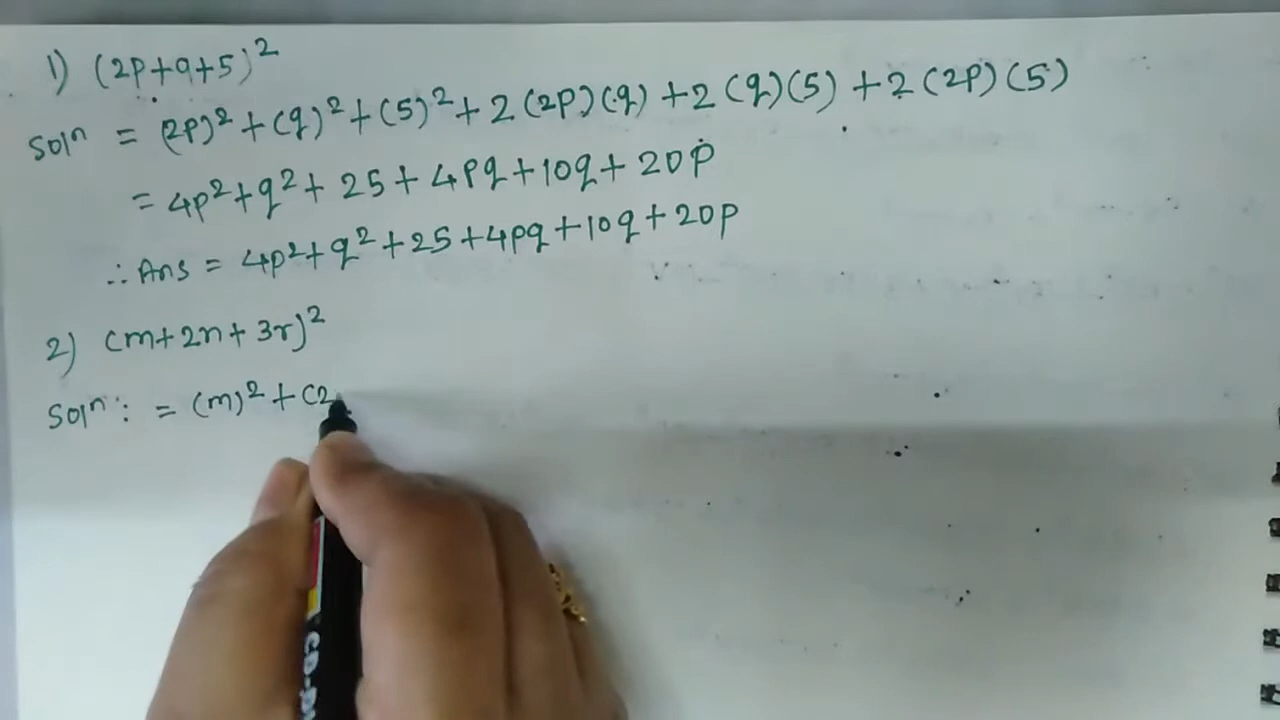 1) (2p+q+5)²
Solⁿ = (2p)² + (q)² + (5)² + 2 (2p) (q) + 2 (q) (5) + 2 (2p) (5)
= 4p² + q² + 25 + 4pq + 10q + 20p
∴ Ans = 4p² + q² + 25 + 4pq + 10q + 20p
2) (m+2n+3r)²
Solⁿ : = (m)² + (2